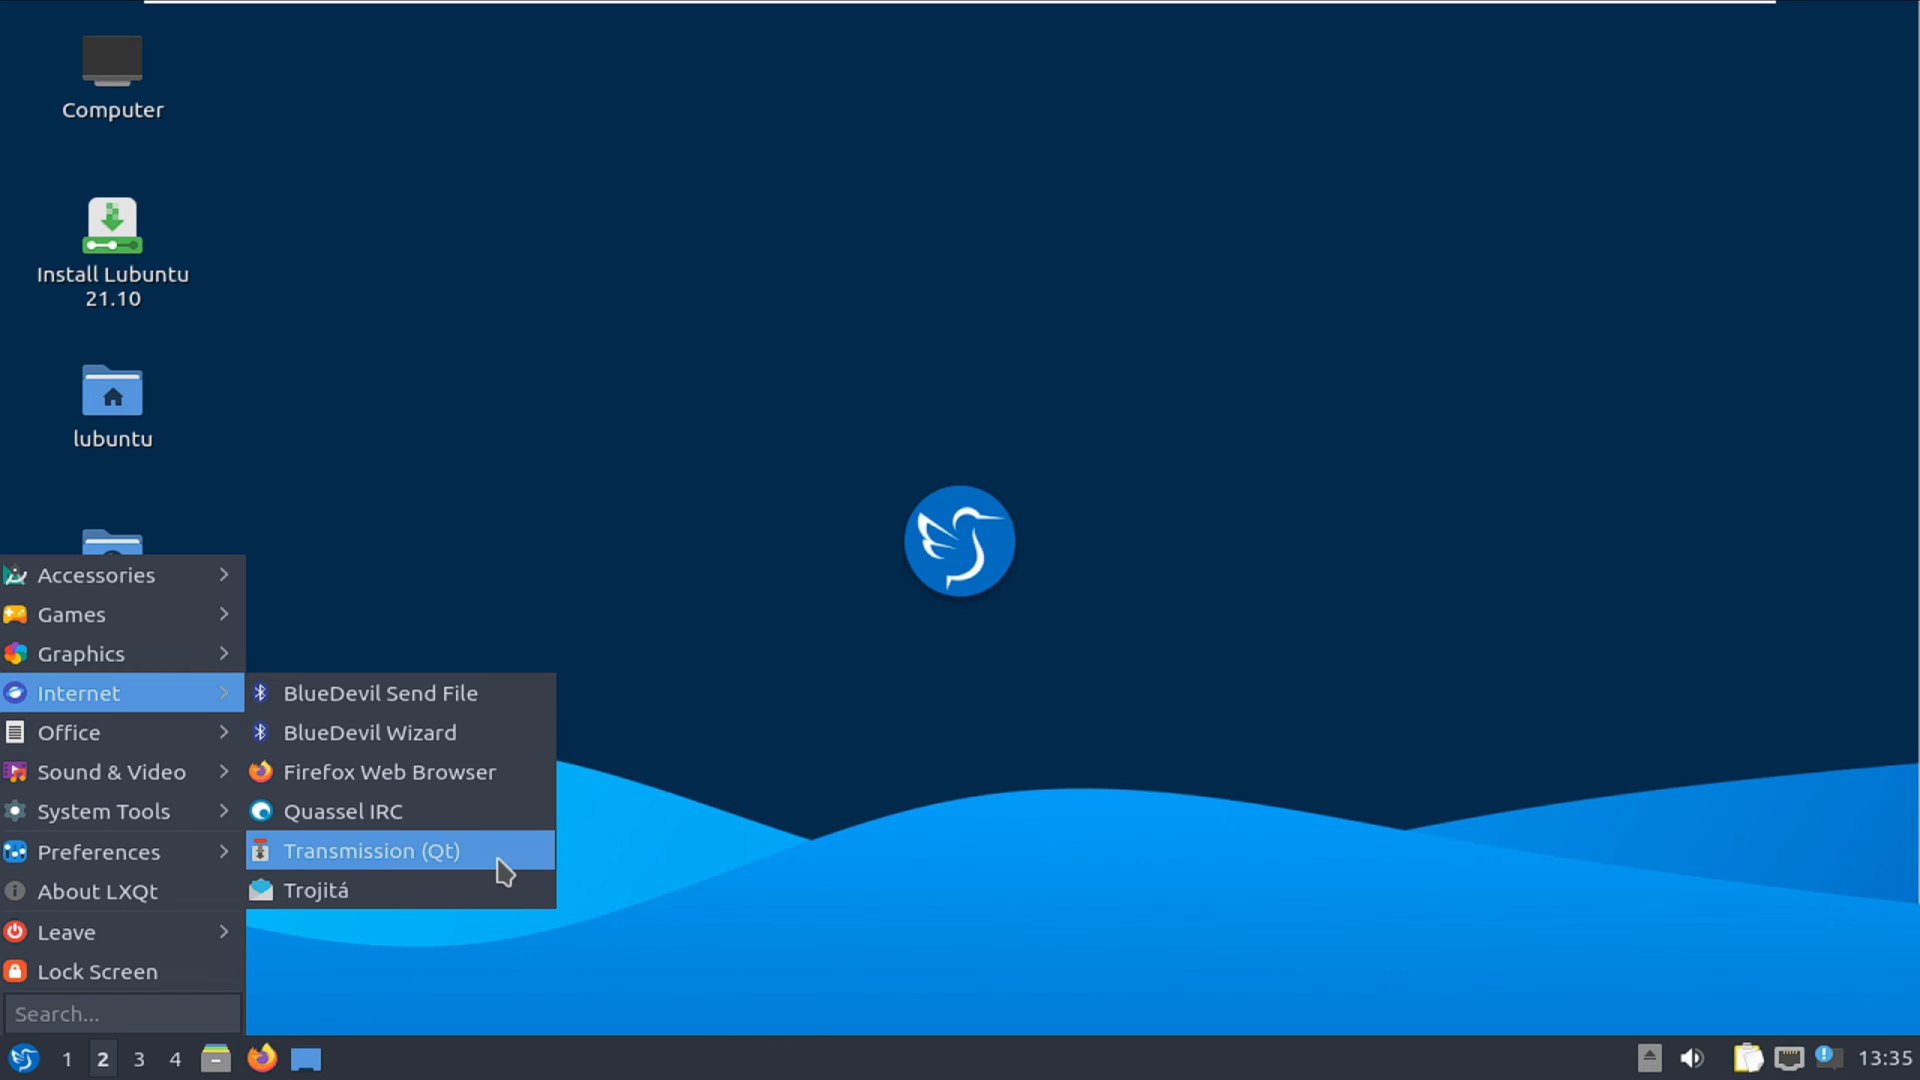 Computer
Install Lubuntu
21.10
lubuntu
Accessories
Games
Graphics
Internet
Office
Sound & Video
System Tools
Preferences
About LXQt
Leave
Lock Screen
Search...
BlueDevil Send File
BlueDevil Wizard
Firefox Web Browser
Quassel IRC
Transmission (Qt)
Trojitá
1 2 3 4
13:35